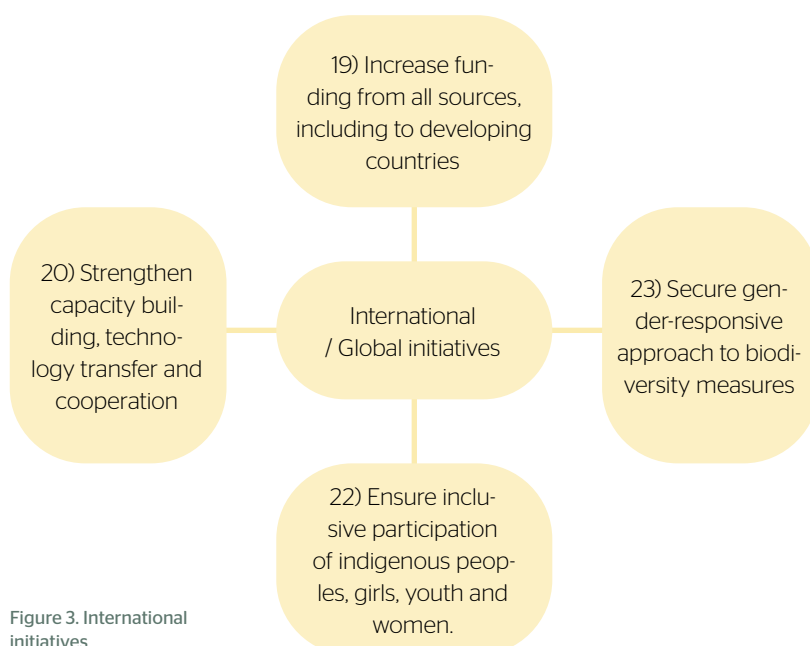 19) Increase fun-
ding from all sources,
including to developing
countries
20) Strengthen
capacity buil-
ding, techno-
logy transfer and
cooperation
International
/ Global initiatives
23) Secure gen-
der-responsive
approach to biodi-
versity measures
22) Ensure inclu-
sive participation
of indigenous peop-
les, girls, youth and
women.
Figure 3. International
initiatives